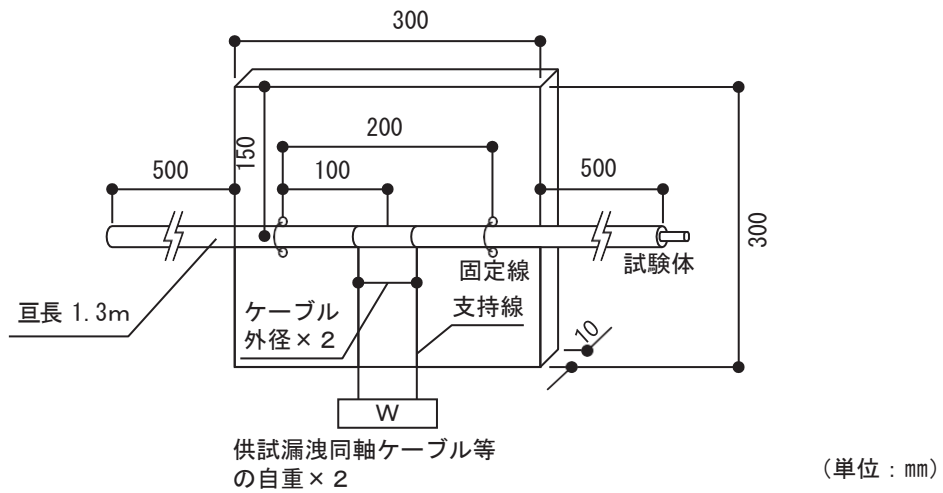 300
200
150
500
100
500
300
固定線
試験体
支持線
亘長 1.3m
ケーブル
外径×2
10
W
供試漏洩同軸ケーブル等
の自重×2
（単位：mm）